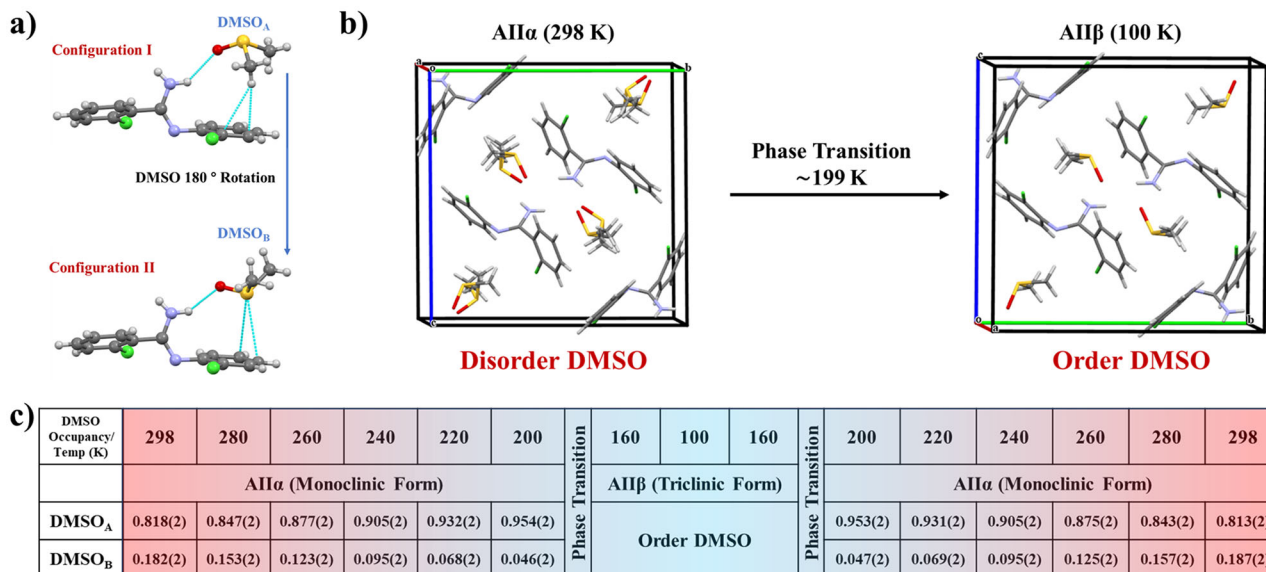 a)
DMSOA
Configuration I
DMSO 180 ° Rotation
DMSOB
Configuration II
b)
AIIα (298 K)
a
o
b
c
Disorder DMSO
Phase Transition
~199 K
AIIβ (100 K)
c
o
a
b
Order DMSO
c)
DMSO Occupancy/ Temp (K) 298 280 260 240 220 200 Phase Transition 160 100 160 Phase Transition 200 220 240 260 280 298
AIIα (Monoclinic Form) AIIβ (Triclinic Form) AIIα (Monoclinic Form)
DMSOA 0.818(2) 0.847(2) 0.877(2) 0.905(2) 0.932(2) 0.954(2) Order DMSO 0.953(2) 0.931(2) 0.905(2) 0.875(2) 0.843(2) 0.813(2)
DMSOB 0.182(2) 0.153(2) 0.123(2) 0.095(2) 0.068(2) 0.046(2) 0.047(2) 0.069(2) 0.095(2) 0.125(2) 0.157(2) 0.187(2)